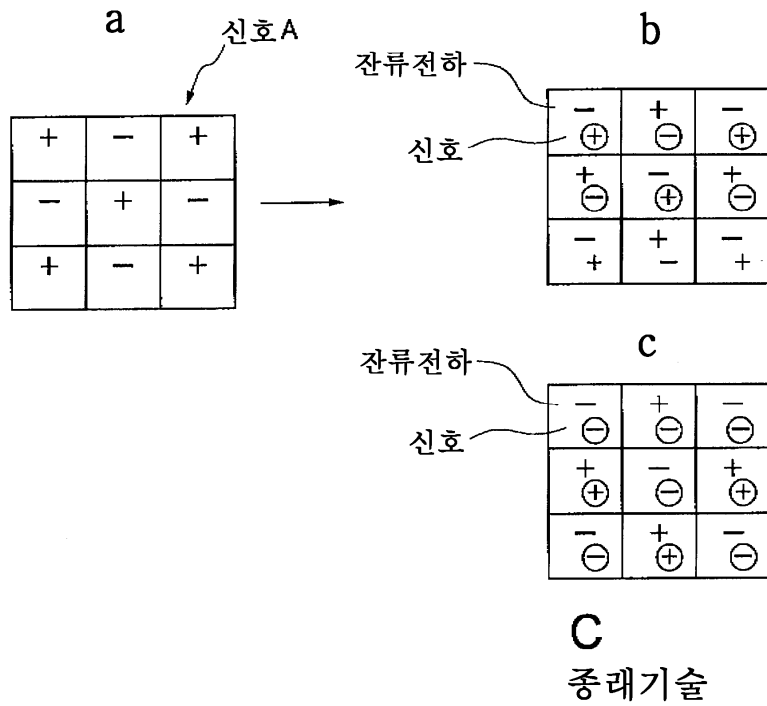 a
신호A
+ - +
- + -
+ - +
b
잔류전하
신호
- + -
⊕ ⊖ ⊕
+ - +
⊖ ⊕ ⊖
- + -
+ - +
c
잔류전하
신호
- + -
⊖ ⊖ ⊖
+ - +
⊕ ⊖ ⊕
- + -
⊖ ⊕ ⊖
C
종래기술